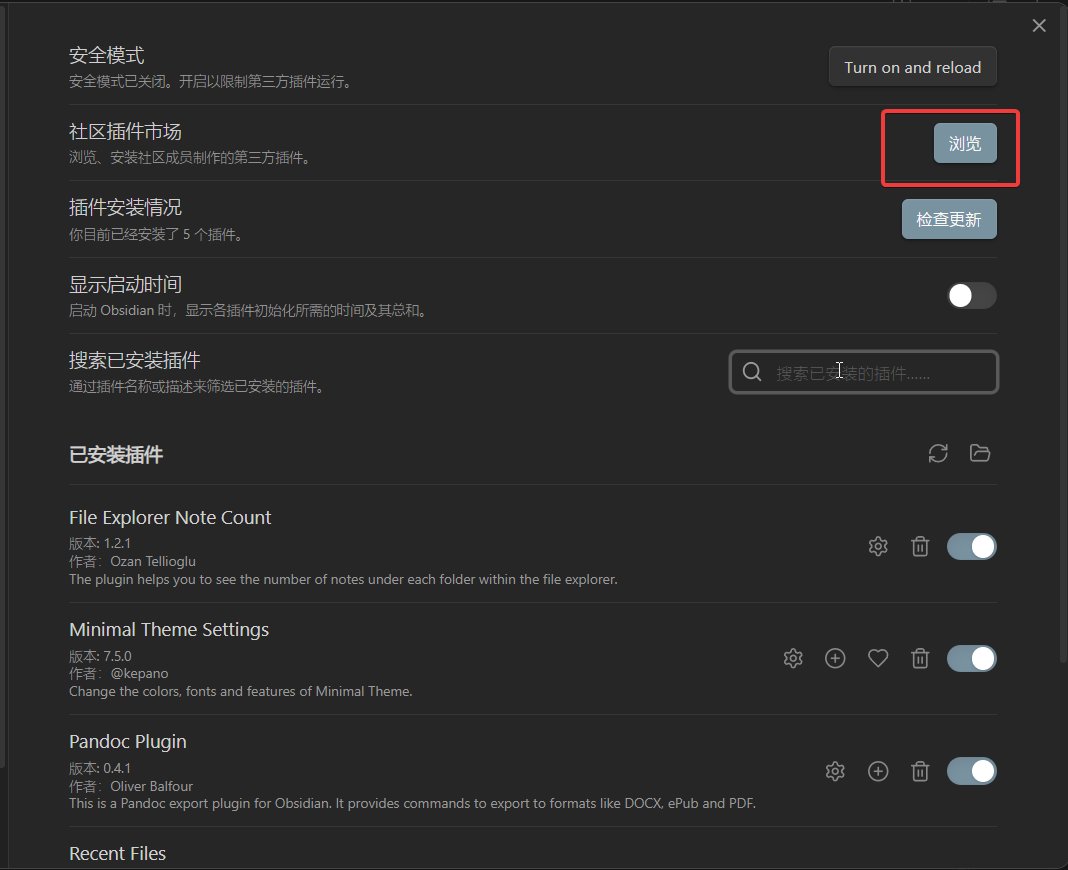 安全模式
安全模式已关闭。开启以限制第三方插件运行。
Turn on and reload
社区插件市场
浏览、安装社区成员制作的第三方插件。
浏览
插件安装情况
你目前已经安装了 5 个插件。
检查更新
显示启动时间
启动 Obsidian 时，显示各插件初始化所需的时间及其总和。
搜索已安装插件
通过插件名称或描述来筛选已安装的插件。
搜索已安装的插件……
已安装插件
File Explorer Note Count
版本: 1.2.1
作者：Ozan Tellioglu
The plugin helps you to see the number of notes under each folder within the file explorer.
Minimal Theme Settings
版本: 7.5.0
作者：@kepano
Change the colors, fonts and features of Minimal Theme.
Pandoc Plugin
版本: 0.4.1
作者：Oliver Balfour
This is a Pandoc export plugin for Obsidian. It provides commands to export to formats like DOCX, ePub and PDF.
Recent Files